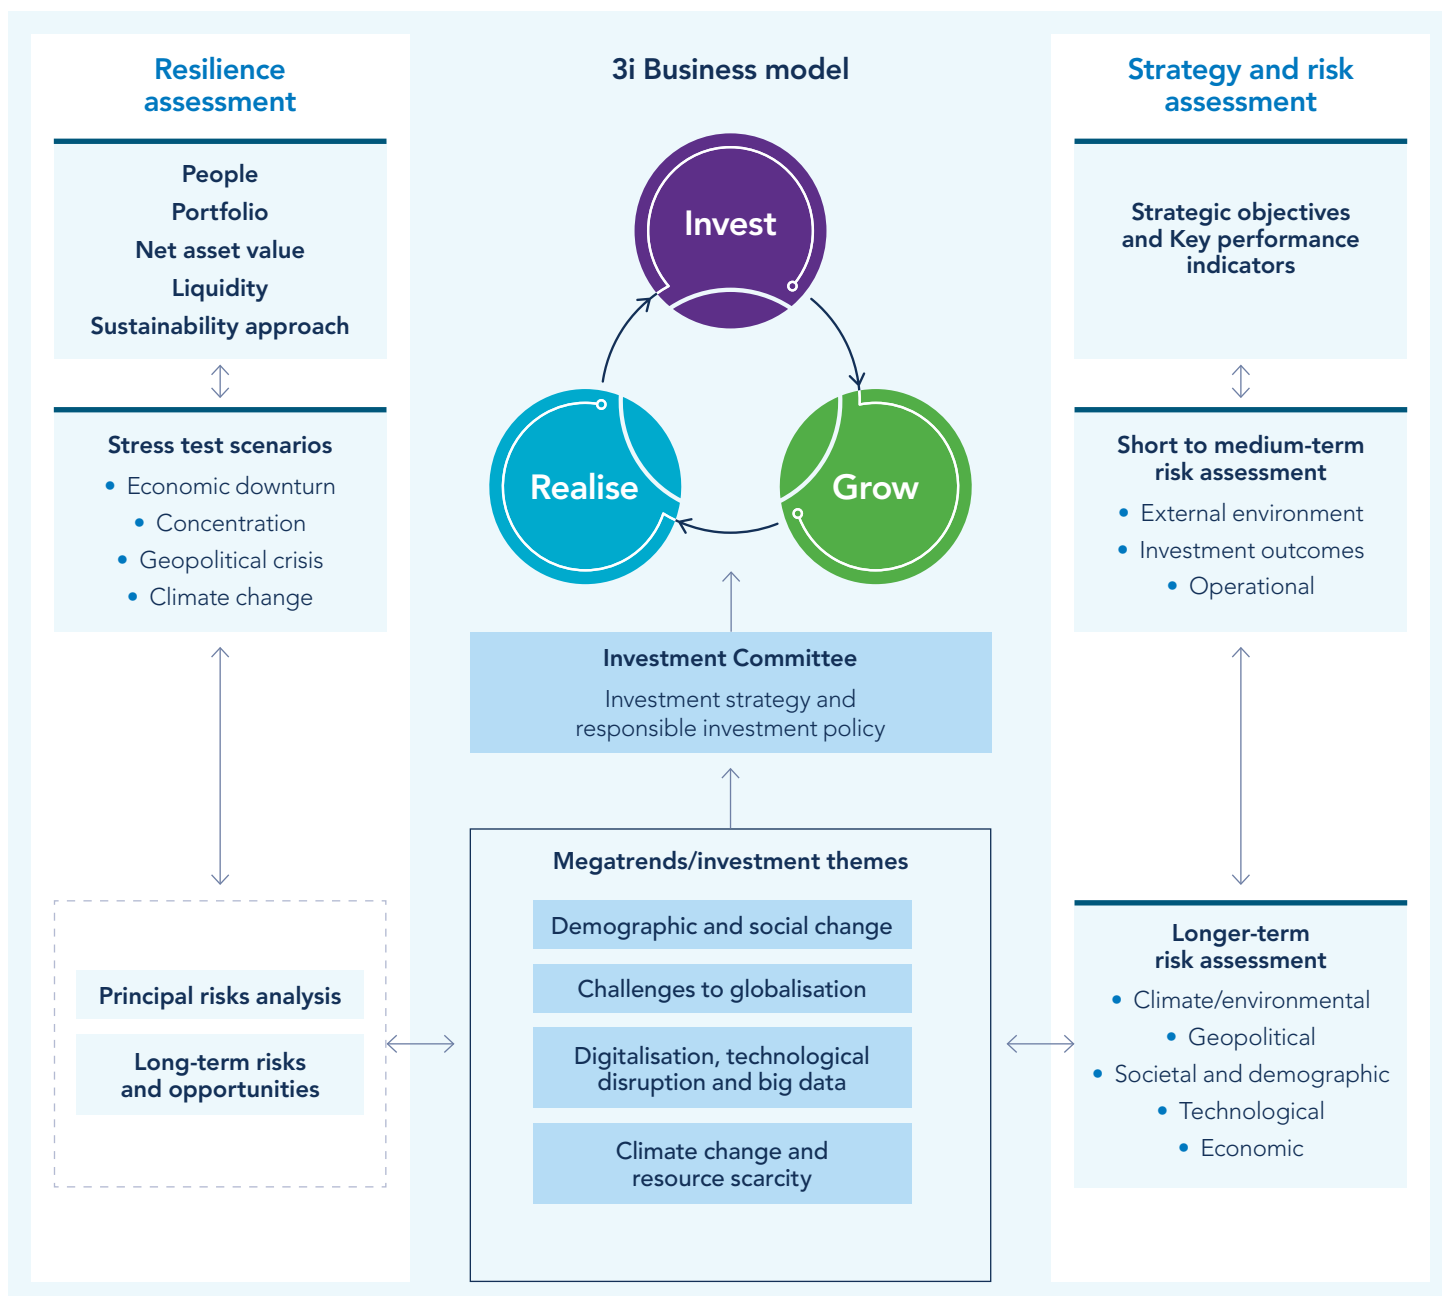 Resilience
assessment
People
Portfolio
Net asset value
Liquidity
Sustainability approach
Stress test scenarios
• Economic downturn
• Concentration
• Geopolitical crisis
• Climate change
Principal risks analysis
Long-term risks
and opportunities
3i Business model
Invest
Realise
Grow
Investment Committee
Investment strategy and
responsible investment policy
Megatrends/investment themes
Demographic and social change
Challenges to globalisation
Digitalisation, technological
disruption and big data
Climate change and
resource scarcity
Strategy and risk
assessment
Strategic objectives
and Key performance
indicators
Short to medium-term
risk assessment
• External environment
• Investment outcomes
• Operational
Longer-term
risk assessment
• Climate/environmental
• Geopolitical
• Societal and demographic
• Technological
• Economic